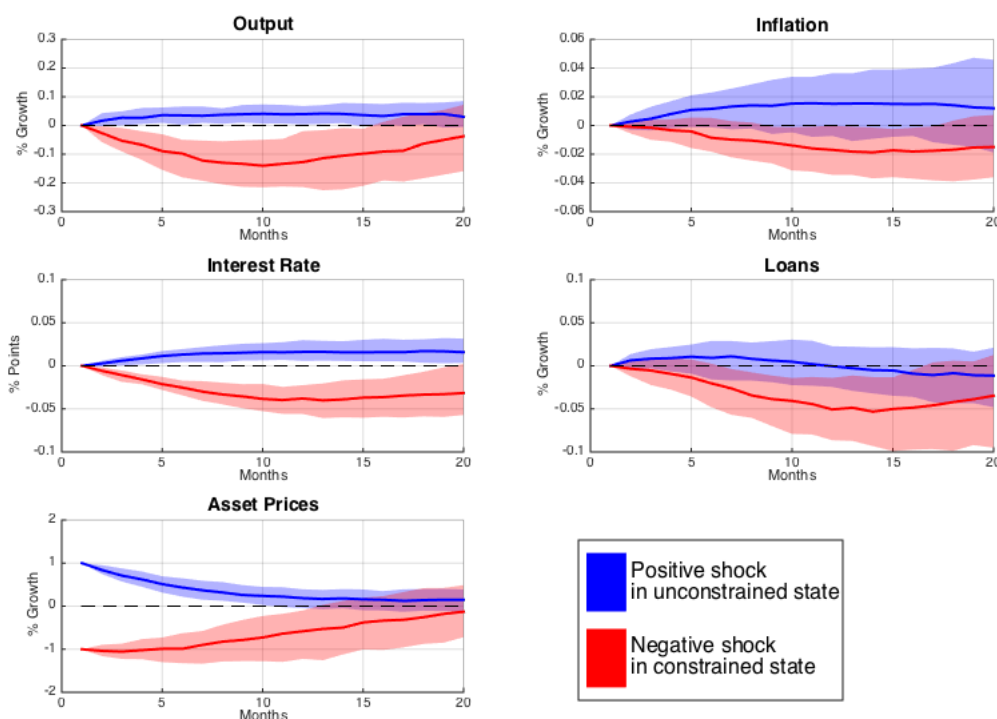 Output
0.3
0.2
0.1
0
-0.1
-0.2
-0.3
% Growth
0 5 10 15 20
Months
Inflation
0.06
0.04
0.02
0
-0.02
-0.04
-0.06
% Growth
0 5 10 15 20
Months
Interest Rate
0.1
0.05
0
-0.05
-0.1
% Points
0 5 10 15 20
Months
Loans
0.1
0.05
0
-0.05
-0.1
% Growth
0 5 10 15 20
Months
Asset Prices
2
1
0
-1
-2
% Growth
0 5 10 15 20
Months
Positive shock
in unconstrained state
Negative shock
in constrained state